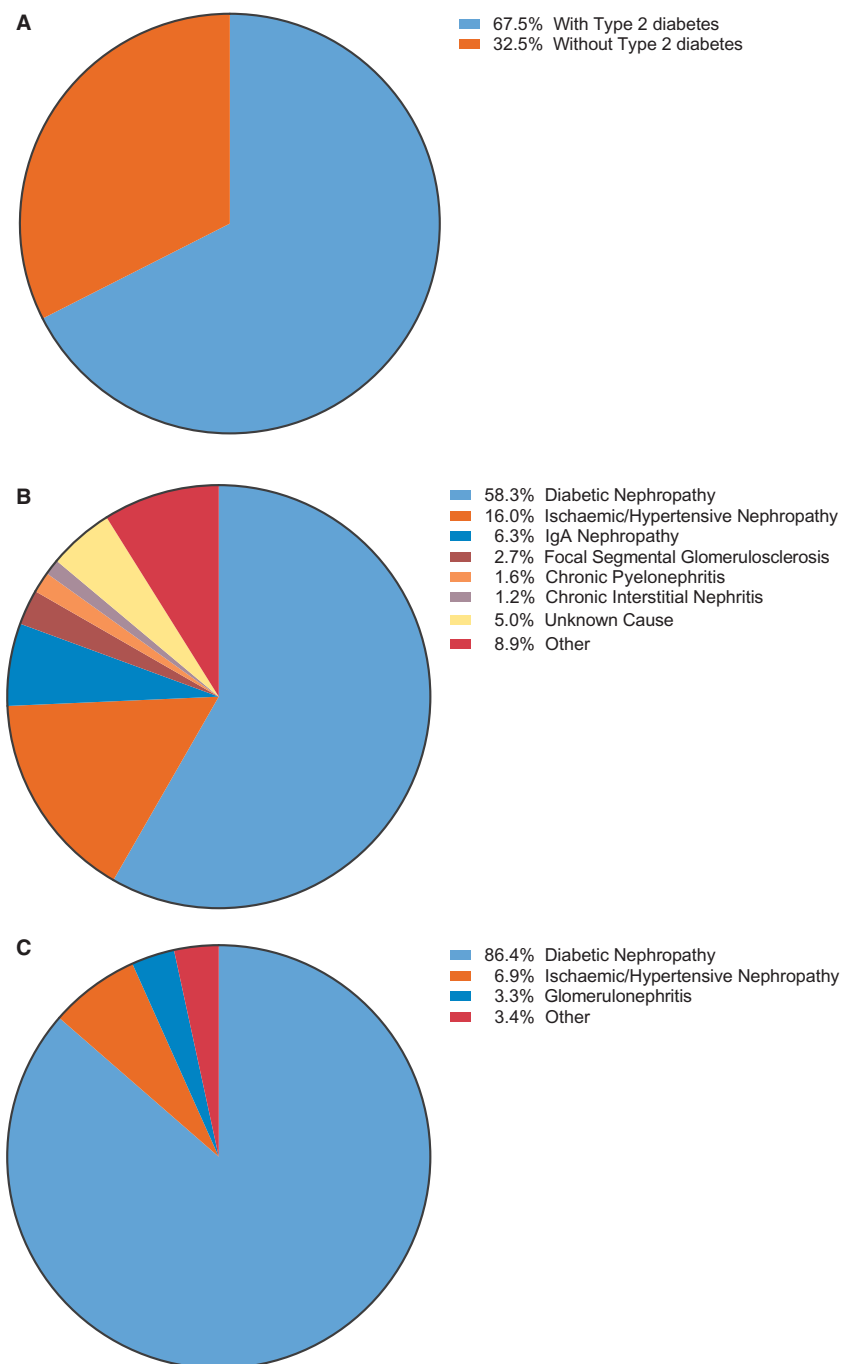 A
67.5% With Type 2 diabetes
32.5% Without Type 2 diabetes
B
58.3% Diabetic Nephropathy
16.0% Ischaemic/Hypertensive Nephropathy
6.3% IgA Nephropathy
2.7% Focal Segmental Glomerulosclerosis
1.6% Chronic Pyelonephritis
1.2% Chronic Interstitial Nephritis
5.0% Unknown Cause
8.9% Other
C
86.4% Diabetic Nephropathy
6.9% Ischaemic/Hypertensive Nephropathy
3.3% Glomerulonephritis
3.4% Other